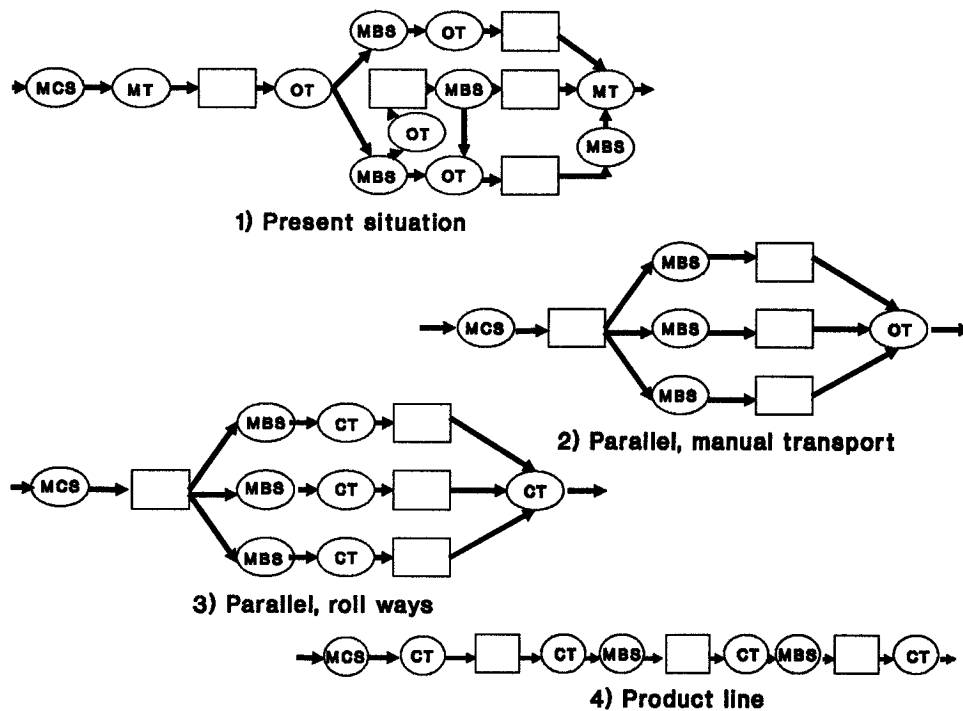 MBS OT
MCS MT OT MBS MT
OT MBS
MBS OT
1) Present situation
MBS
MCS MBS OT
MBS
2) Parallel, manual transport
MBS CT
MCS MBS CT CT
MBS CT
3) Parallel, roll ways
MCS CT CT MBS CT MBS CT
4) Product line